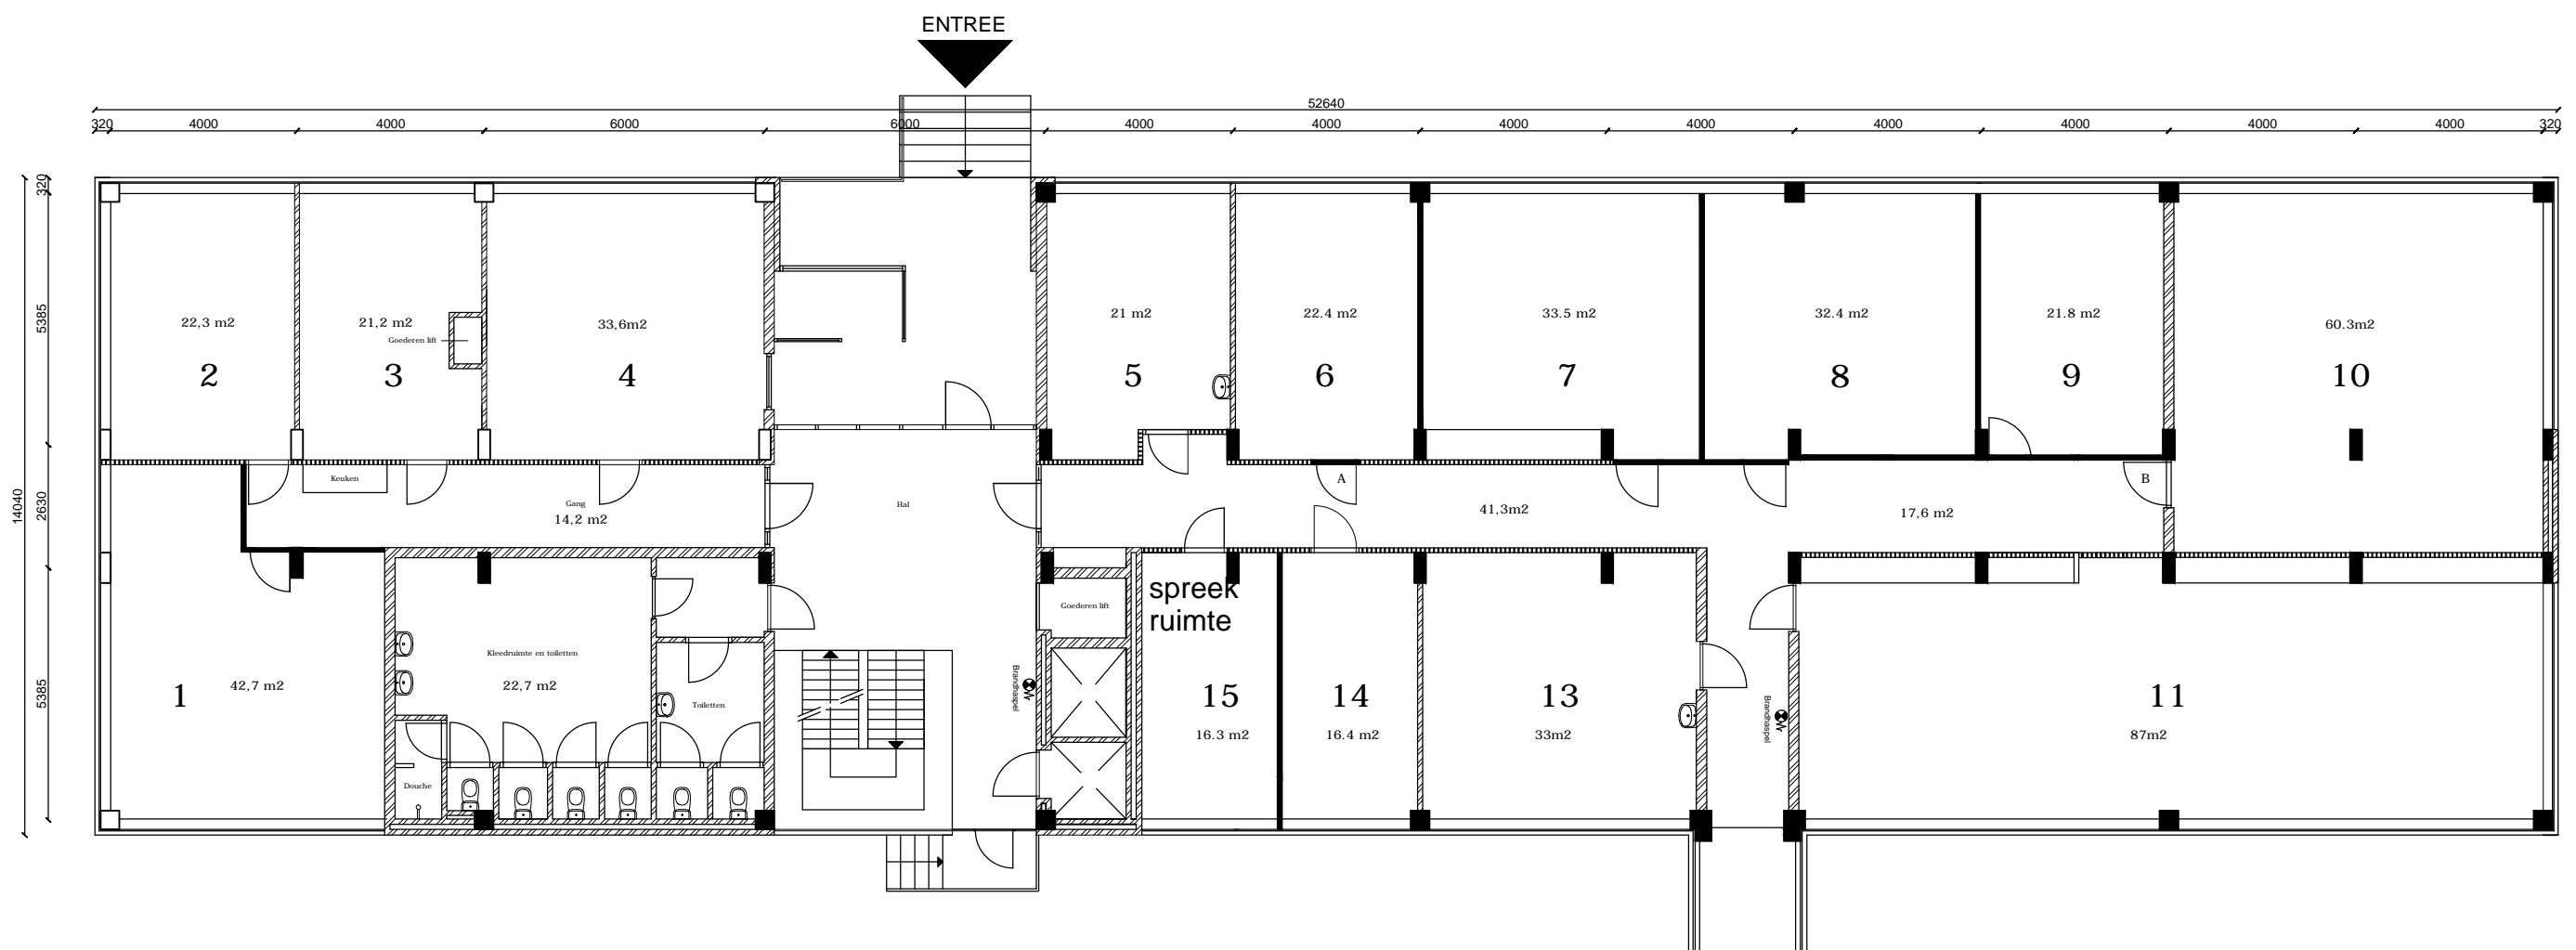 ENTREE
52640
320 4000 4000 6000 6000 4000 4000 4000 4000 4000 4000 4000 4000 320
320
5385
2630
5385
14040
22,3 m2
2
21,2 m2
Goederen lift
3
33,6m2
4
21 m2
5
22.4 m2
6
33.5 m2
7
32.4 m2
8
21.8 m2
9
60.3m2
10
Keuken
Gang
14,2 m2
Hal
A
41,3m2
17,6 m2
B
1
42,7 m2
Kleedruimte en toiletten
22,7 m2
Toiletten
Douche
Brandhaspel
Goederen lift
spreek
ruimte
15
16.3 m2
14
16.4 m2
13
33m2
Brandhaspel
11
87m2